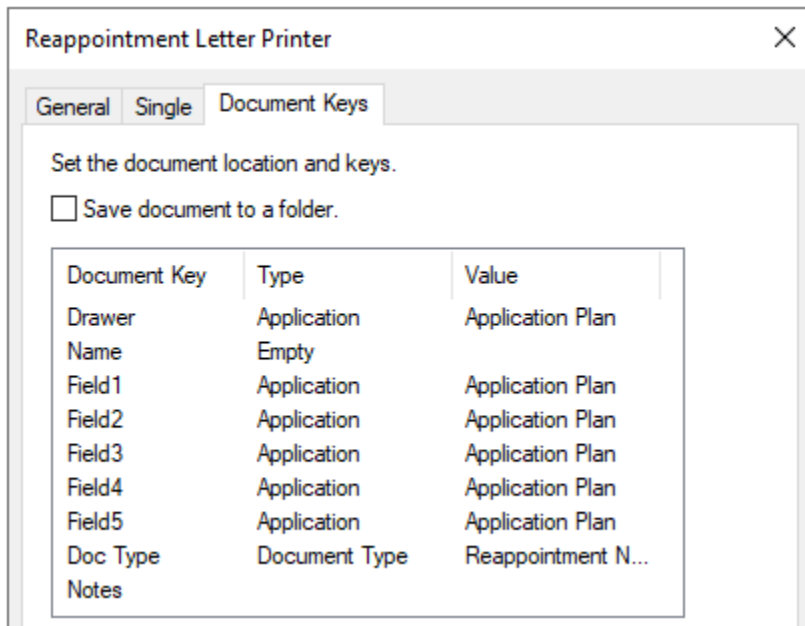 Reappointment Letter Printer
General Single Document Keys
Set the document location and keys.
Save document to a folder.
Document Key Type Value
Drawer Application Application Plan
Name Empty
Field1 Application Application Plan
Field2 Application Application Plan
Field3 Application Application Plan
Field4 Application Application Plan
Field5 Application Application Plan
Doc Type Document Type Reappointment N...
Notes